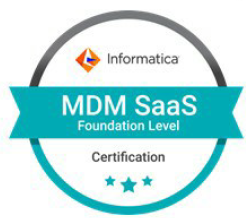 Informatica
MDM SaaS
Foundation Level
Certification